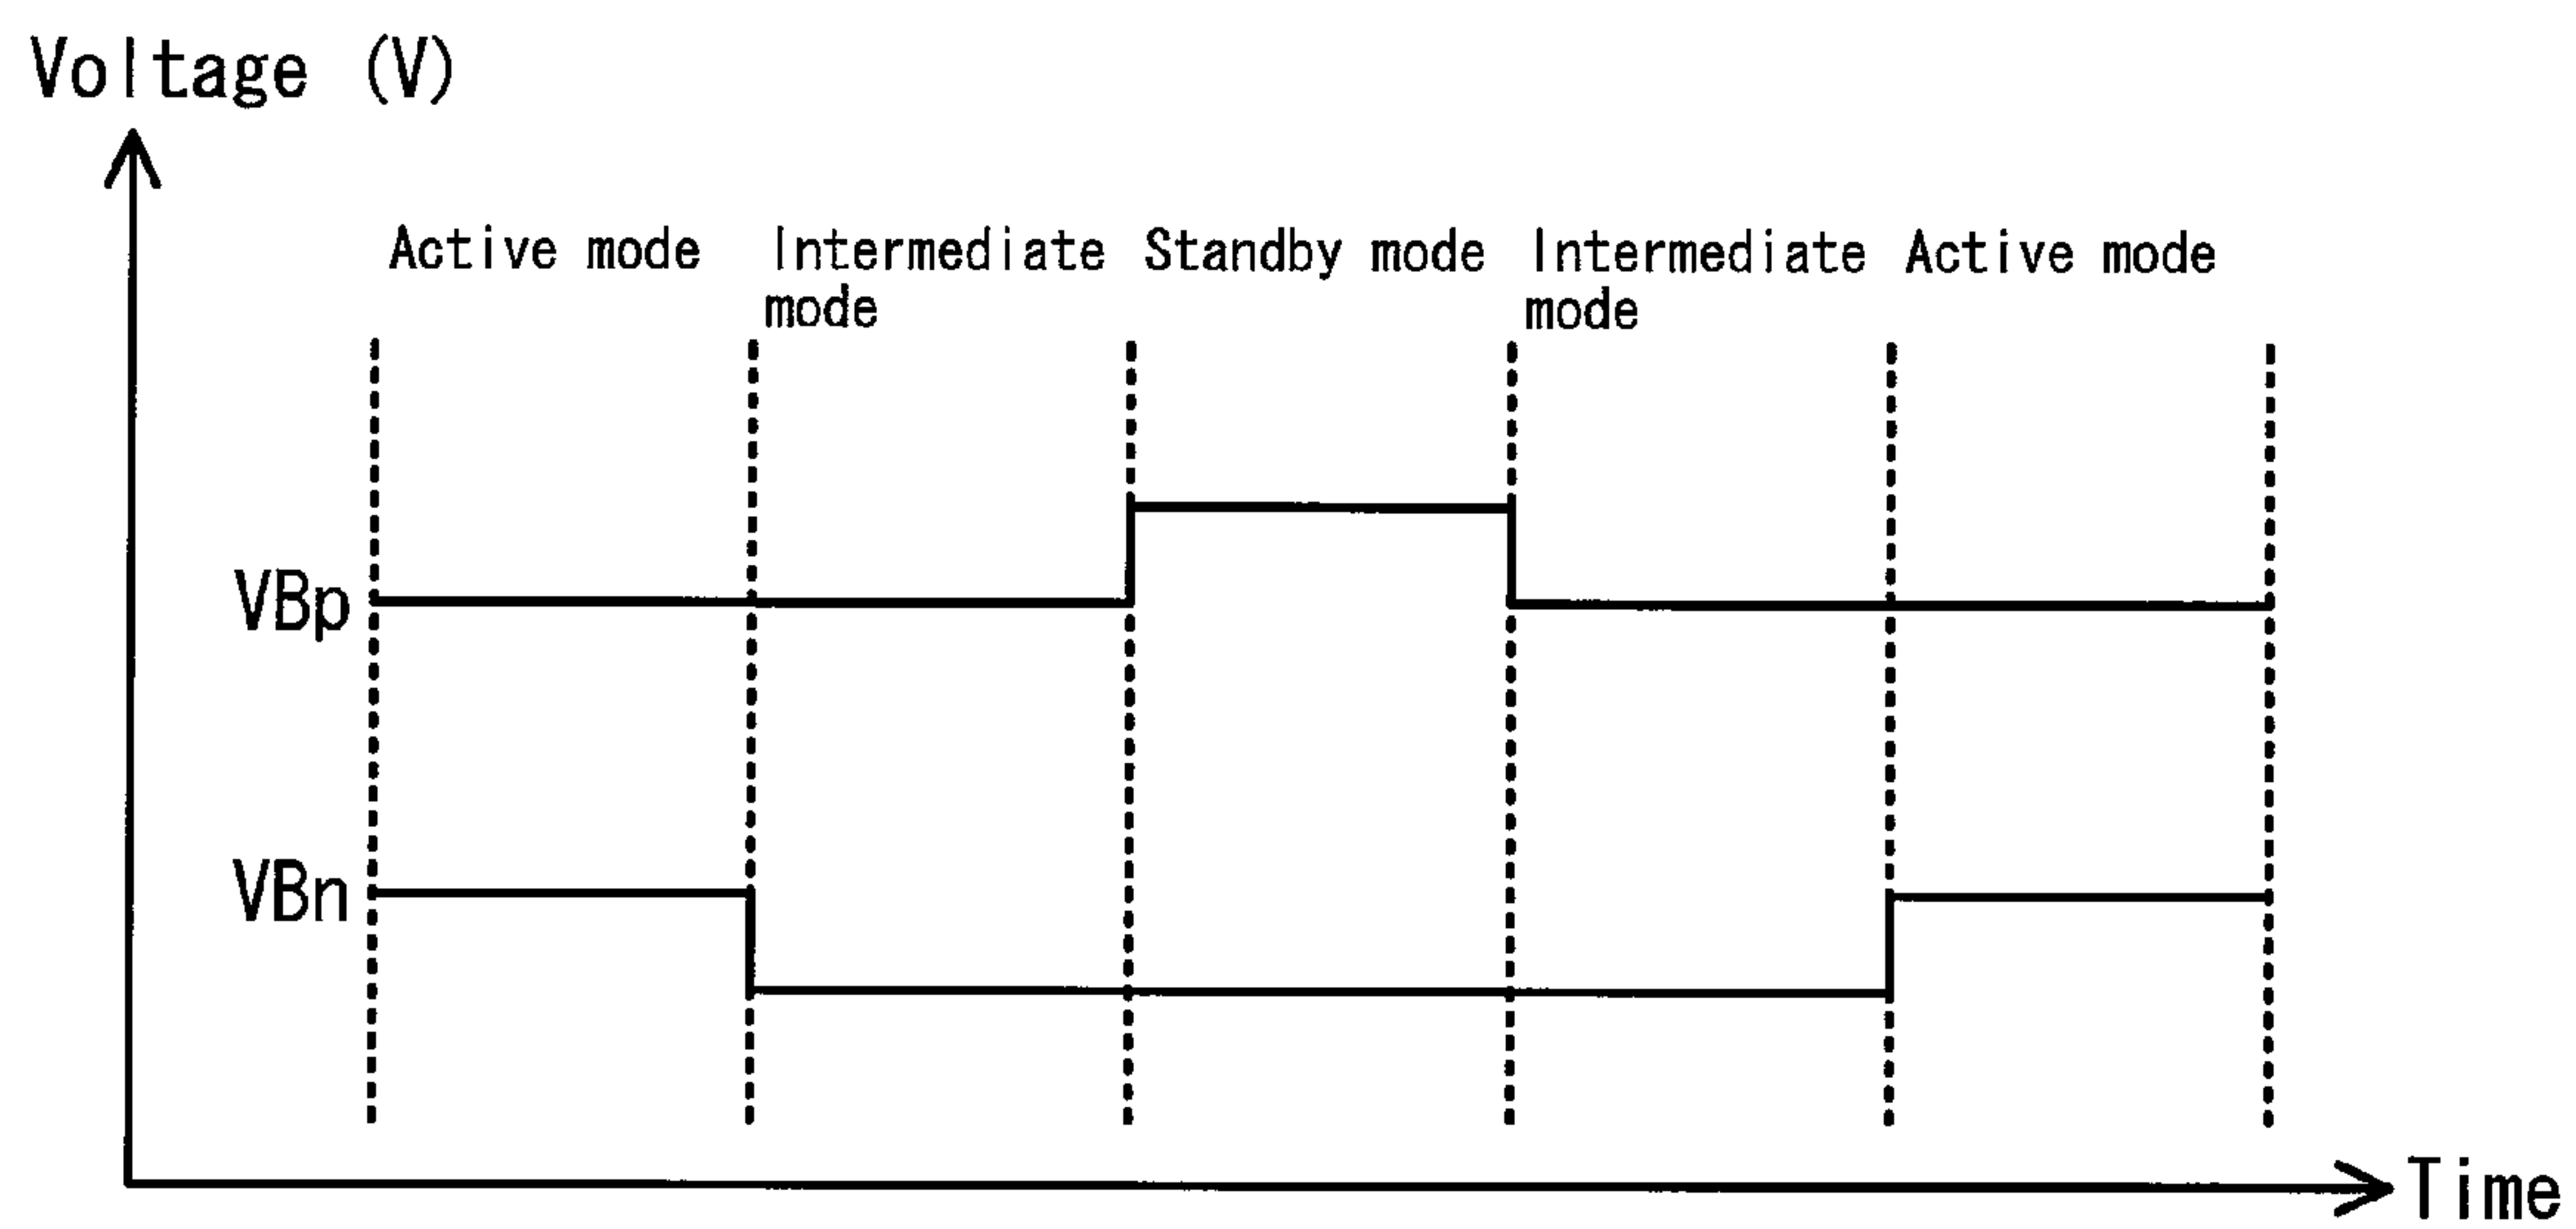 Voltage (V)
Active mode
Intermediate
mode
Standby mode
Intermediate
mode
Active mode
VBp
VBn
Time